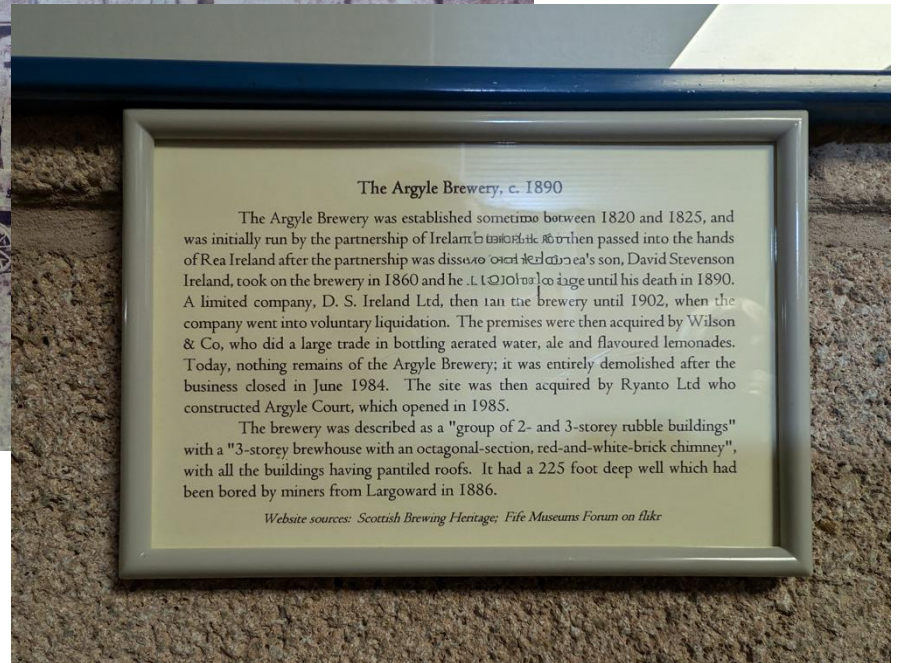 The Argyle Brewery, c. 1890
The Argyle Brewery was established sometime between 1820 and 1825, and
was initially run by the partnership of then passed into the hands
of Rea Ireland after the partnership was son, David Stevenson
Ireland, took on the brewery in 1860 and he until his death in 1890.
A limited company, D. S. Ireland Ltd, then ran the brewery until 1902, when the
company went into voluntary liquidation. The premises were then acquired by Wilson
& Co, who did a large trade in bottling aerated water, ale and flavoured lemonades.
Today, nothing remains of the Argyle Brewery; it was entirely demolished after the
business closed in June 1984. The site was then acquired by Ryanto Ltd who
constructed Argyle Court, which opened in 1985.
The brewery was described as a "group of 2- and 3-storey rubble buildings"
with a "3-storey brewhouse with an octagonal-section, red-and-white-brick chimney",
with all the buildings having pantiled roofs. It had a 225 foot deep well which had
been bored by miners from Largoward in 1886.
Website sources: Scottish Brewing Heritage; Fife Museums Forum on flikr